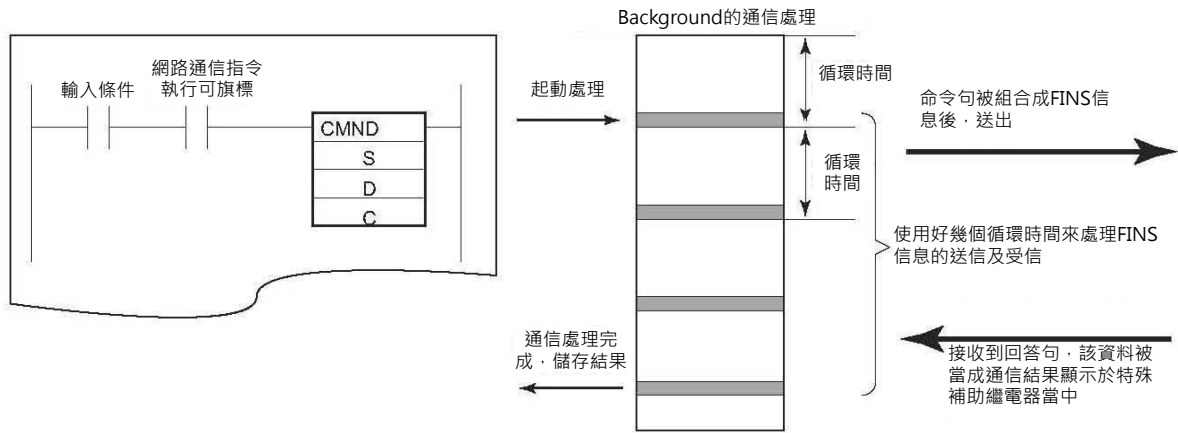 Background的通信處理
輸入條件
網路通信指令
執行可旗標
CMND
S
D
C
起動處理
循環時間
循環
時間
命令句被組合成FINS信
息後，送出
使用好幾個循環時間來處理FINS
信息的送信及受信
通信處理完
成，儲存結果
接收到回答句，該資料被
當成通信結果顯示於特殊
補助繼電器當中